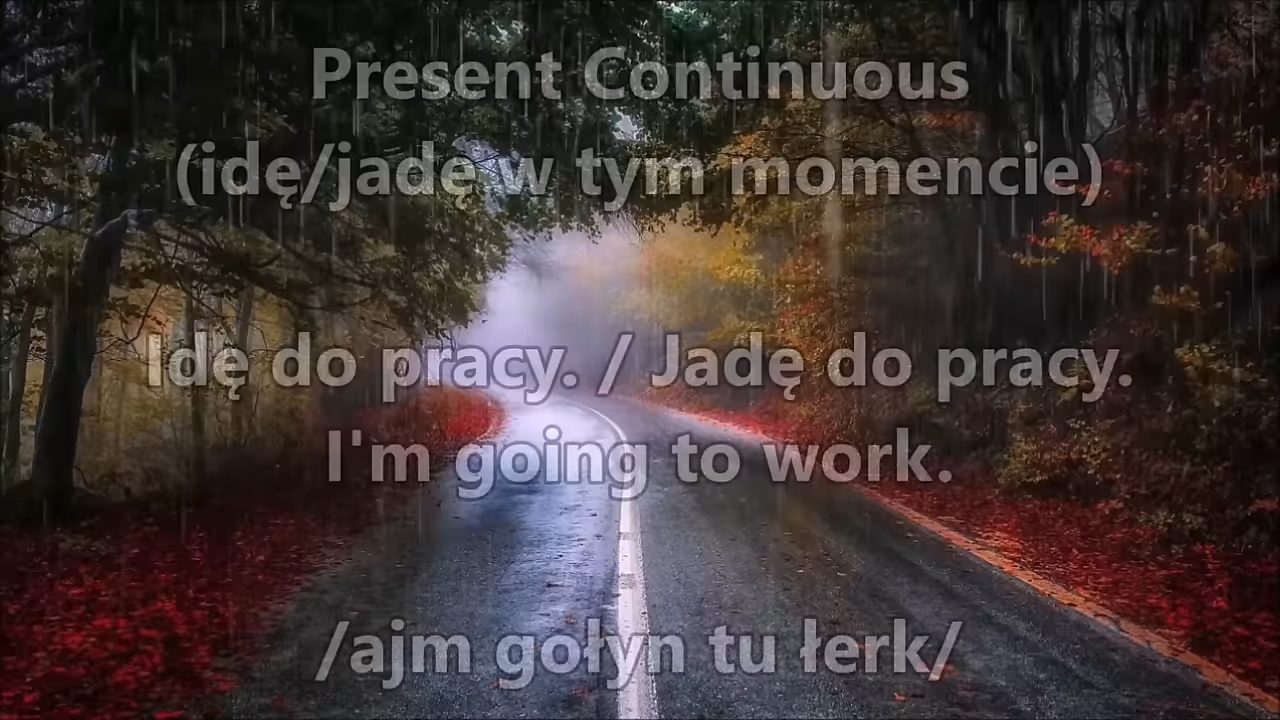 Present Continuous
(idę/jadę w tym momencie)
Idę do pracy. / Jadę do pracy.
I'm going to work.
/ajm gołyn tu łerk/